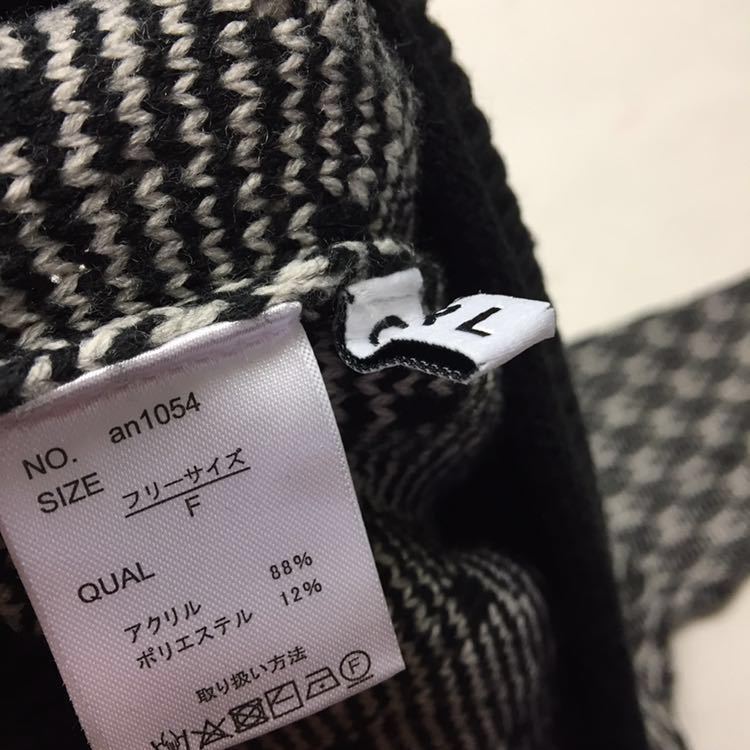 NO. an1054
SIZE フリーサイズ
F
QUAL
アクリル 88%
ポリエステル 12%
取り扱い方法
F